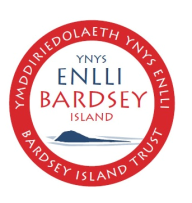 YMDDIRIEDOLAETH YNYS ENLLI
YNYS
ENLLI
BARDSEY
ISLAND
BARDSEY ISLAND TRUST